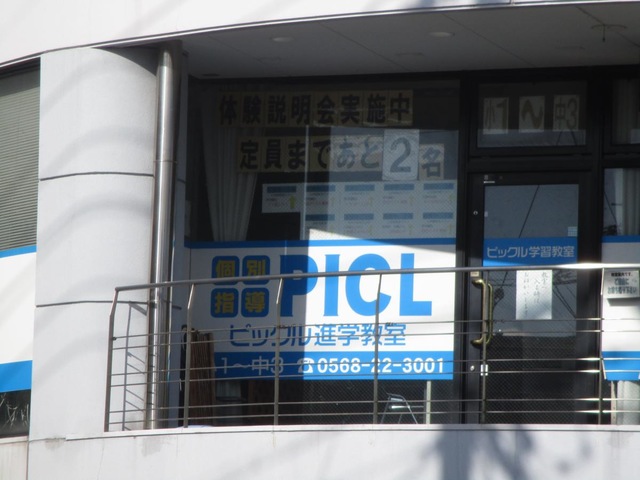 体験説明会実施中
定員まであと2名
小1～中3
ピックル学習教室
個別
指導
PICL
ピックル進学教室
1～中3 ☎0568-22-3001